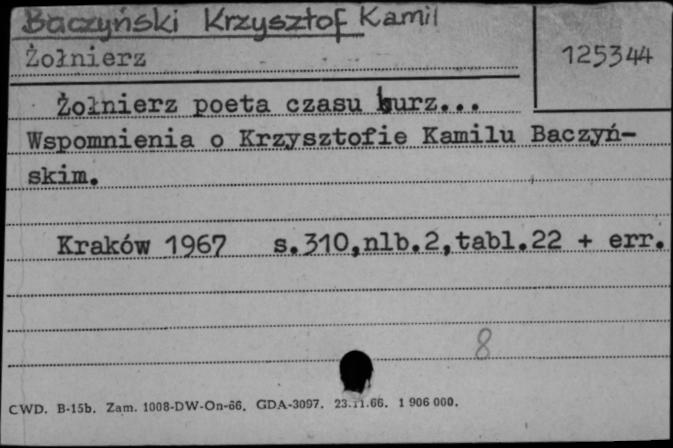 Baczyński Krzysztof Kamil
Żołnierz
125344
Żołnierz poeta czasu kurz...
Wspomnienia o Krzysztofie Kamilu Baczyń-
skim.
Kraków 1967 s.310,nlb.2,tabl.22 + err.
8
CWD. B-15b. Zam. 1008-DW-On-66. GDA-3097. 23.11.66. 1 906 000.